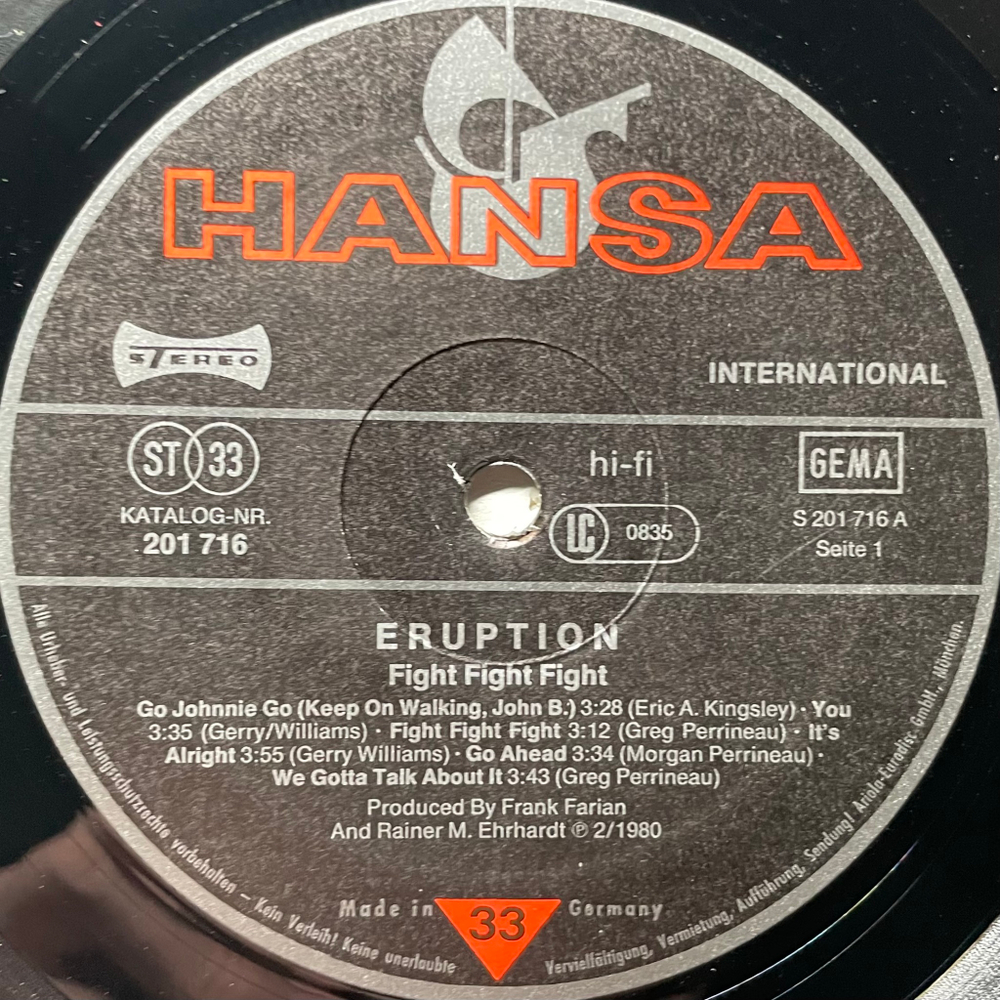 HANSA
STEREO
INTERNATIONAL
ST 33
hi-fi
GEMA
KATALOG-NR.
201 716
LC 0835
S 201 716 A
Seite 1
ERUPTION
Fight Fight Fight
Go Johnnie Go (Keep On Walking, John B.) 3:28 (Eric A. Kingsley) · You
3:35 (Gerry/Williams) · Fight Fight Fight 3:12 (Greg Perrineau) · It's
Alright 3:55 (Gerry Williams) · Go Ahead 3:34 (Morgan Perrineau) ·
We Gotta Talk About It 3:43 (Greg Perrineau)
Produced By Frank Farian
And Rainer M. Ehrhardt ℗ 2/1980
Made in 33 Germany
Alle Urheber- und Leistungsschutzrechte vorbehalten – Kein Verleih! Keine unerlaubte Vervielfältigung, Vermietung, Aufführung, Sendung! Ariola-Eurodisc GmbH., München.